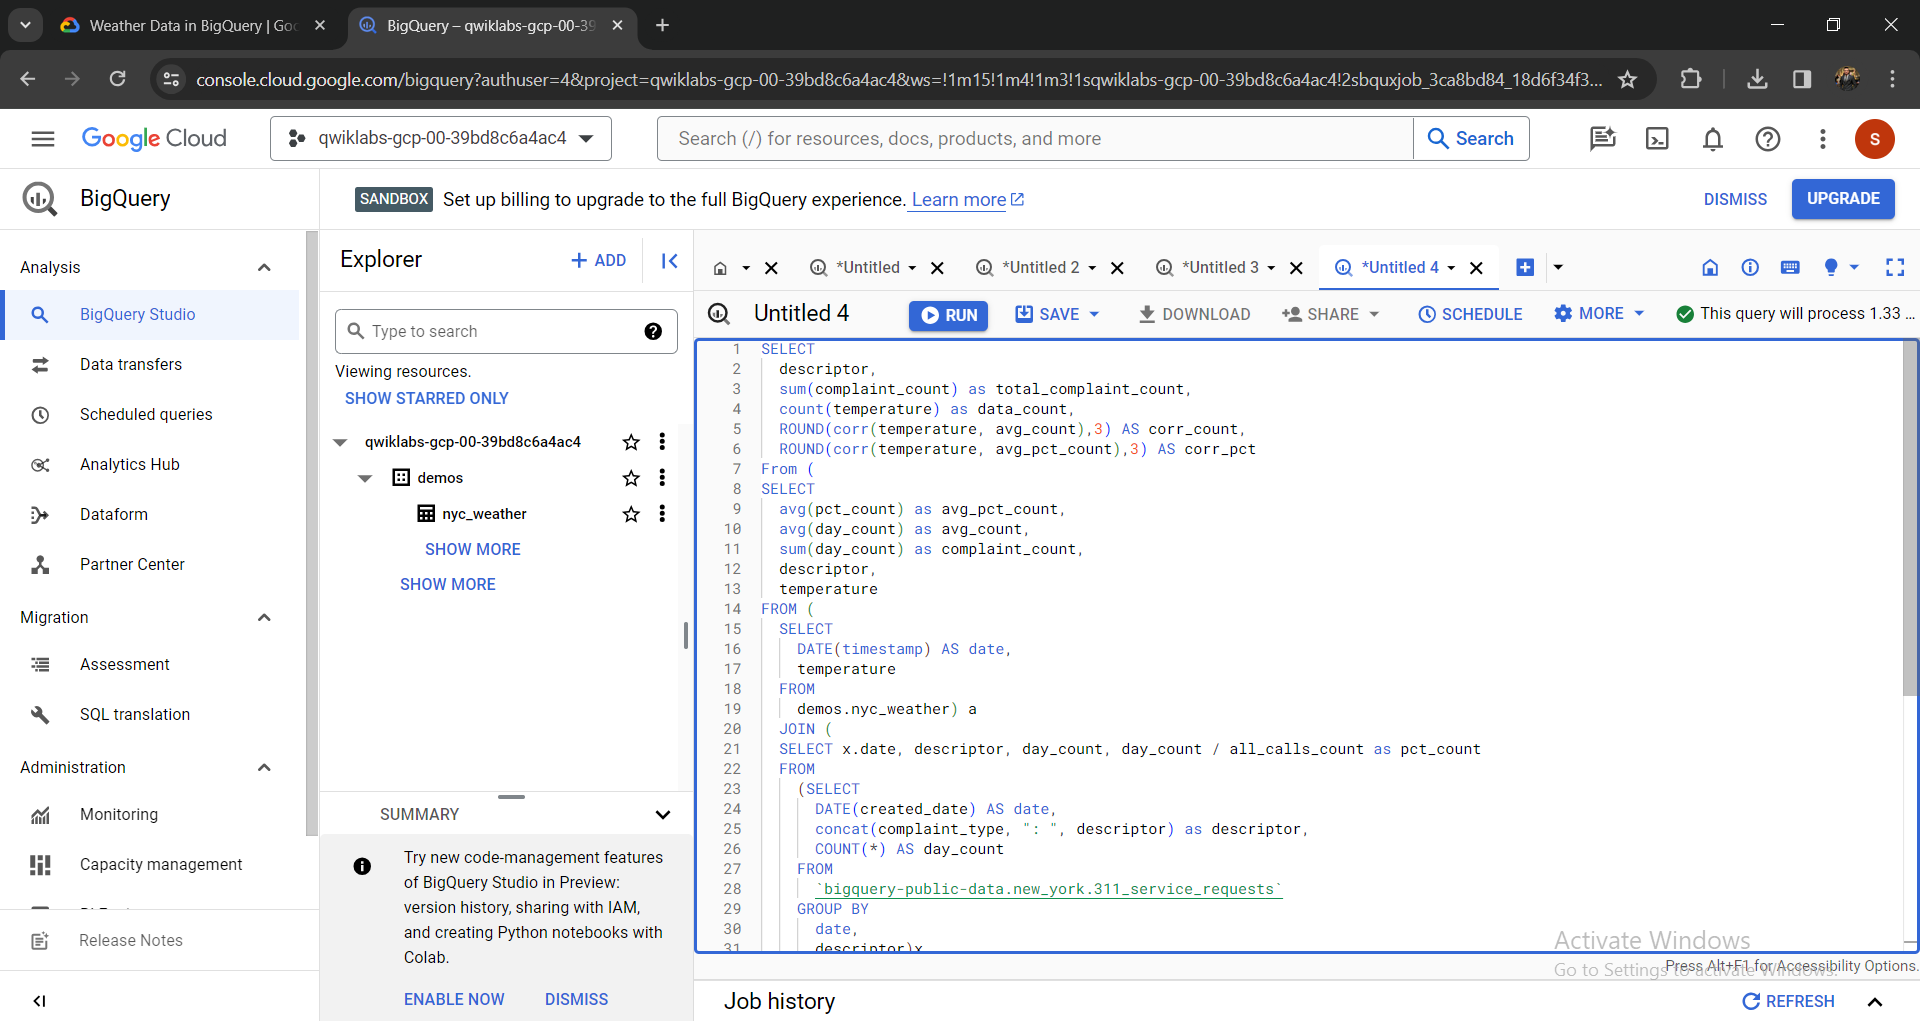 Weather Data in BigQuery | Goo
BigQuery – qwiklabs-gcp-00-39
console.cloud.google.com/bigquery?authuser=4&project=qwiklabs-gcp-00-39bd8c6a4ac4&ws=!1m15!1m4!1m3!1sqwiklabs-gcp-00-39bd8c6a4ac4!2sbquxjob_3ca8bd84_18d6f34f3...
Google Cloud
qwiklabs-gcp-00-39bd8c6a4ac4
Search (/) for resources, docs, products, and more
Search
S
BigQuery
SANDBOX Set up billing to upgrade to the full BigQuery experience. Learn more
DISMISS
UPGRADE
Analysis
BigQuery Studio
Data transfers
Scheduled queries
Analytics Hub
Dataform
Partner Center
Migration
Assessment
SQL translation
Administration
Monitoring
Capacity management
Release Notes
Explorer
+ ADD
Type to search
Viewing resources.
SHOW STARRED ONLY
qwiklabs-gcp-00-39bd8c6a4ac4
demos
nyc_weather
SHOW MORE
SHOW MORE
SUMMARY
Try new code-management features
of BigQuery Studio in Preview:
version history, sharing with IAM,
and creating Python notebooks with
Colab.
ENABLE NOW DISMISS
*Untitled
*Untitled 2
*Untitled 3
*Untitled 4
Untitled 4
RUN
SAVE
DOWNLOAD
SHARE
SCHEDULE
MORE
This query will process 1.33 ...
1 SELECT
2 descriptor,
3 sum(complaint_count) as total_complaint_count,
4 count(temperature) as data_count,
5 ROUND(corr(temperature, avg_count),3) AS corr_count,
6 ROUND(corr(temperature, avg_pct_count),3) AS corr_pct
7 From (
8 SELECT
9 avg(pct_count) as avg_pct_count,
10 avg(day_count) as avg_count,
11 sum(day_count) as complaint_count,
12 descriptor,
13 temperature
14 FROM (
15 SELECT
16 DATE(timestamp) AS date,
17 temperature
18 FROM
19 demos.nyc_weather) a
20 JOIN (
21 SELECT x.date, descriptor, day_count, day_count / all_calls_count as pct_count
22 FROM
23 (SELECT
24 DATE(created_date) AS date,
25 concat(complaint_type, ": ", descriptor) as descriptor,
26 COUNT(*) AS day_count
27 FROM
28 `bigquery-public-data.new_york.311_service_requests`
29 GROUP BY
30 date,
31 descriptor)x
Activate Windows
Go to Settings to activate Windows.
Press Alt+F1 for Accessibility Options.
Job history
REFRESH